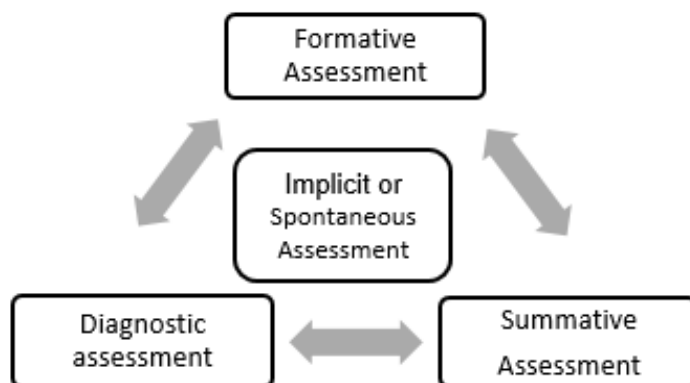 Formative
Assessment
Implicit or
Spontaneous
Assessment
Diagnostic
assessment
Summative
Assessment